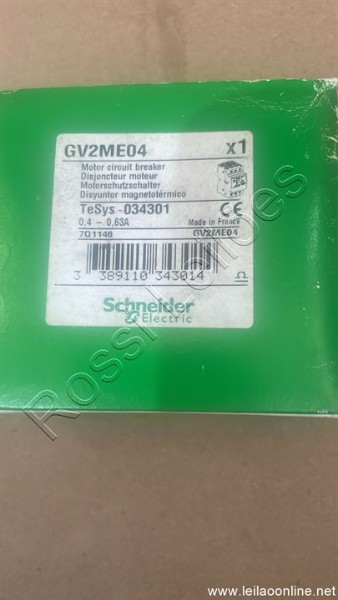 GV2ME04 x1
Motor circuit breaker
Disjoncteur moteur
Motorschutzschalter
Disyuntor magnetotérmico
TeSys-034301 CE
0,4 - 0,63A Made in France
7Q1146 GV2ME04
3 389110 343014
Schneider
Electric
Rossi Leilões
www.leilaoonline.net